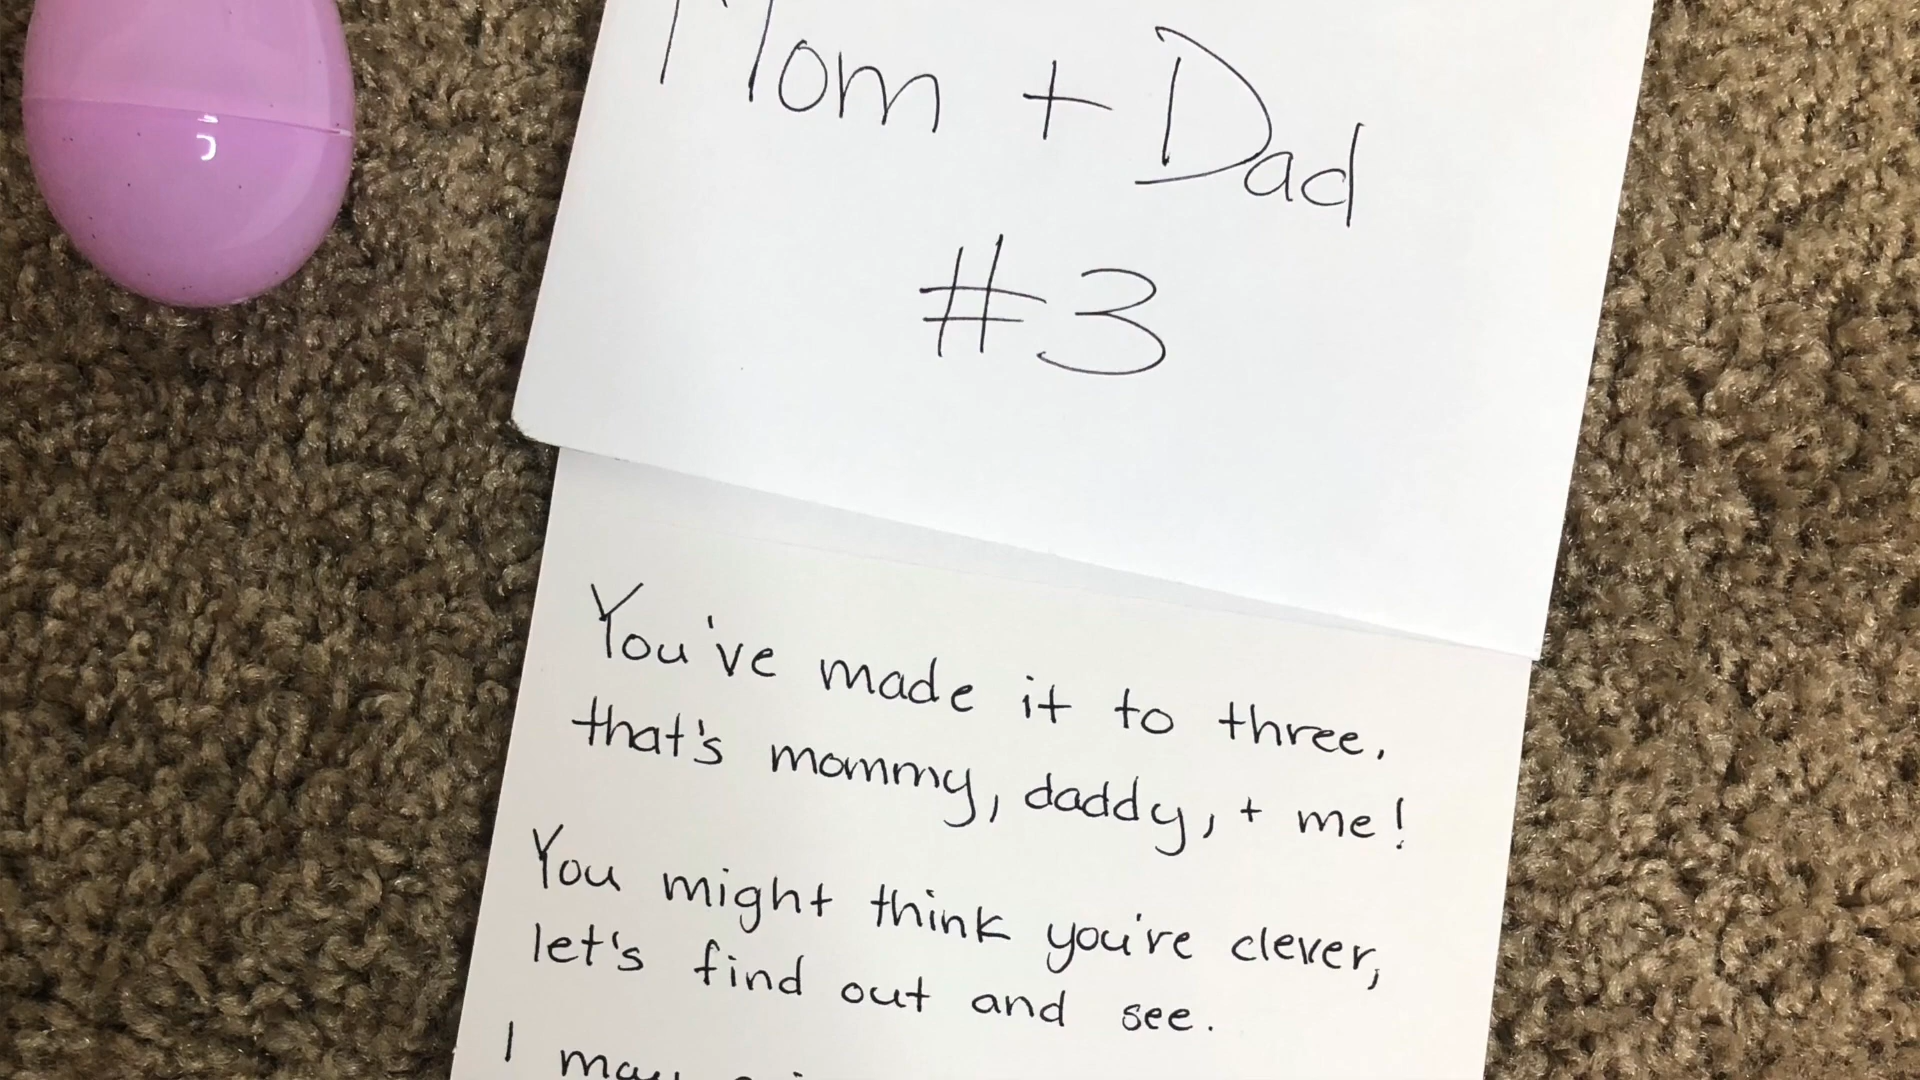 Mom + Dad
#3
You've made it to three,
that's mommy, daddy, + me!
You might think you're clever,
let's find out and see.
I may